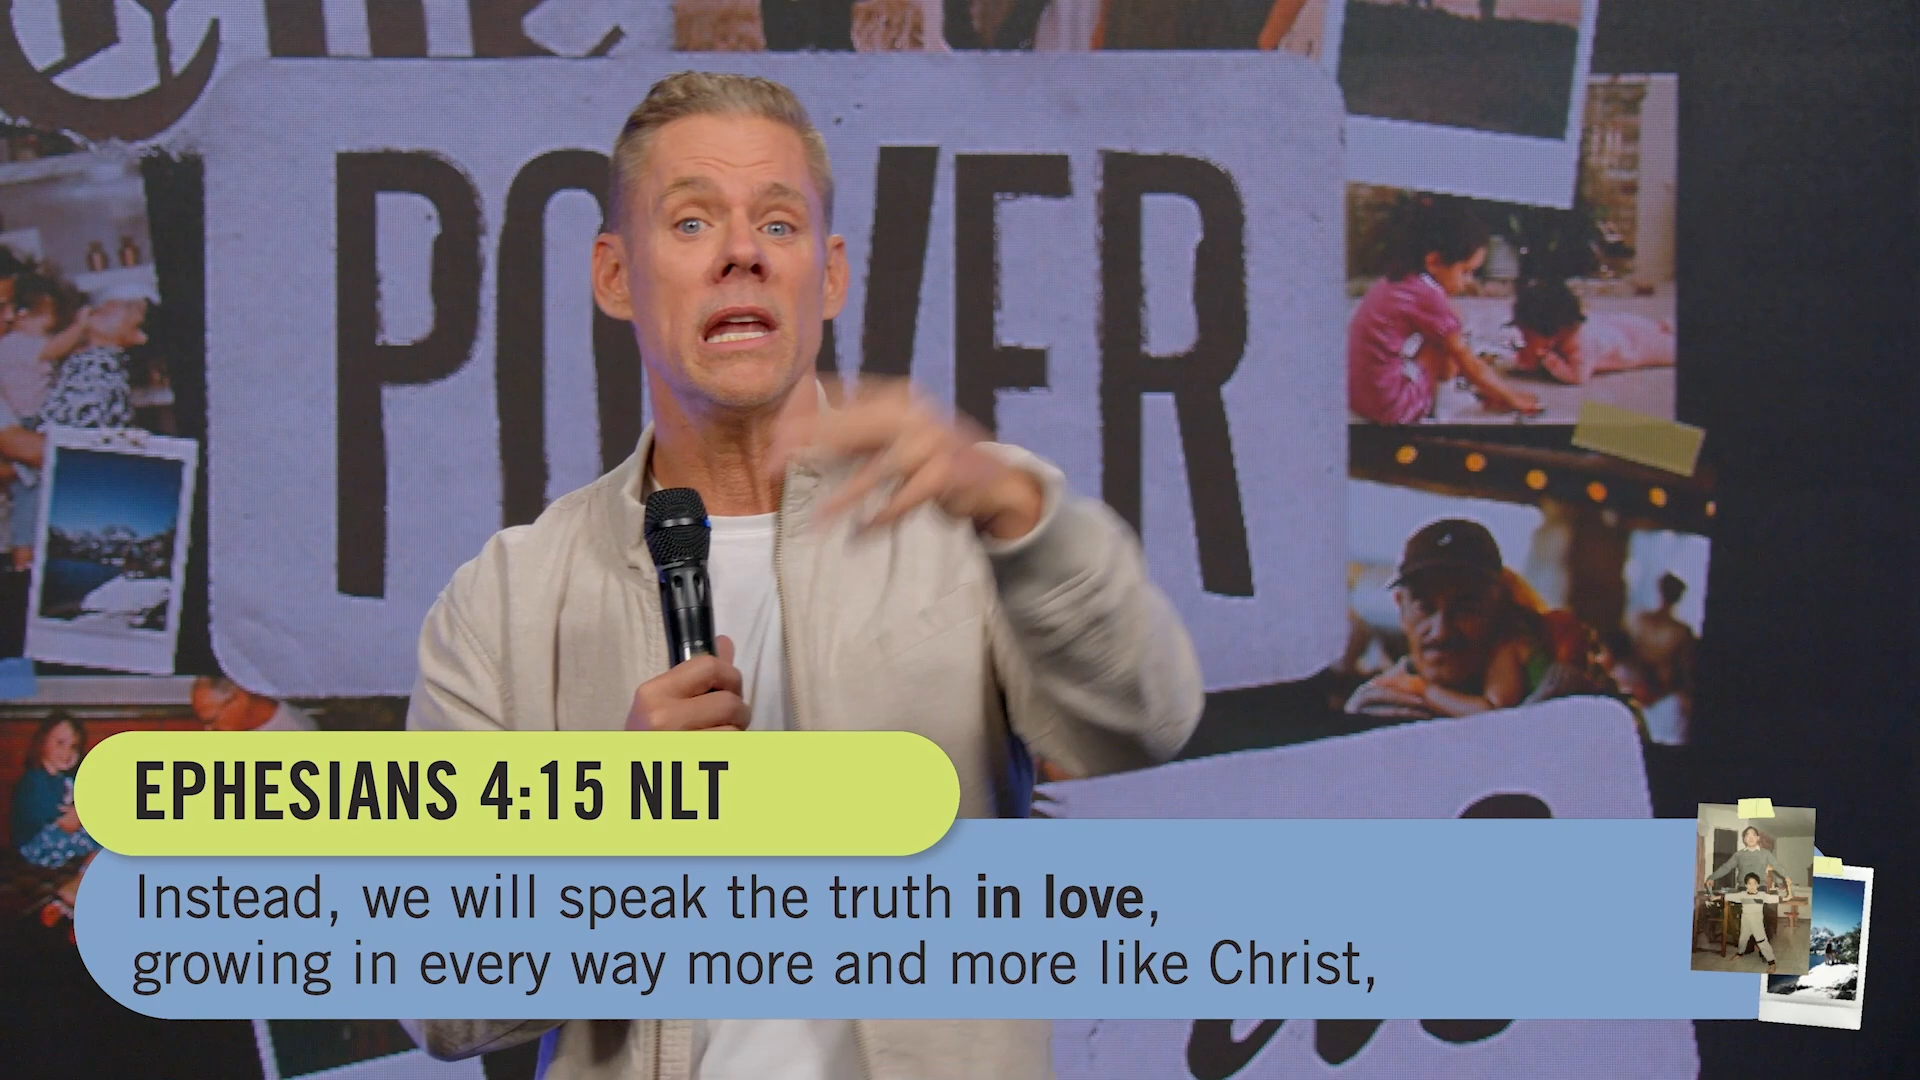 POWER
EPHESIANS 4:15 NLT
Instead, we will speak the truth in love,
growing in every way more and more like Christ,